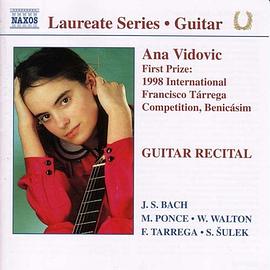 NAXOS
Laureate Series • Guitar
Ana Vidovic
First Prize:
1998 International
Francisco Tárrega
Competition, Benicásim
GUITAR RECITAL
J. S. BACH
M. PONCE • W. WALTON
F. TARREGA • S. ŠULEK